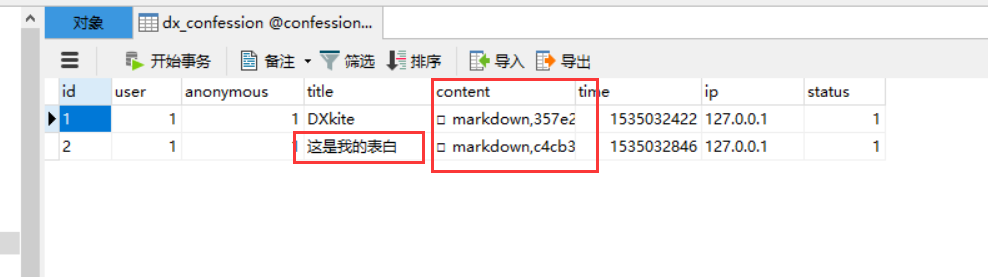 对象 dx_confession @confession...
开始事务 备注 筛选 排序 导入 导出
id user anonymous title content time ip status
1 1 1 DXkite markdown,357e2 1535032422 127.0.0.1 1
2 1 1 这是我的表白 markdown,c4cb3 1535032846 127.0.0.1 1